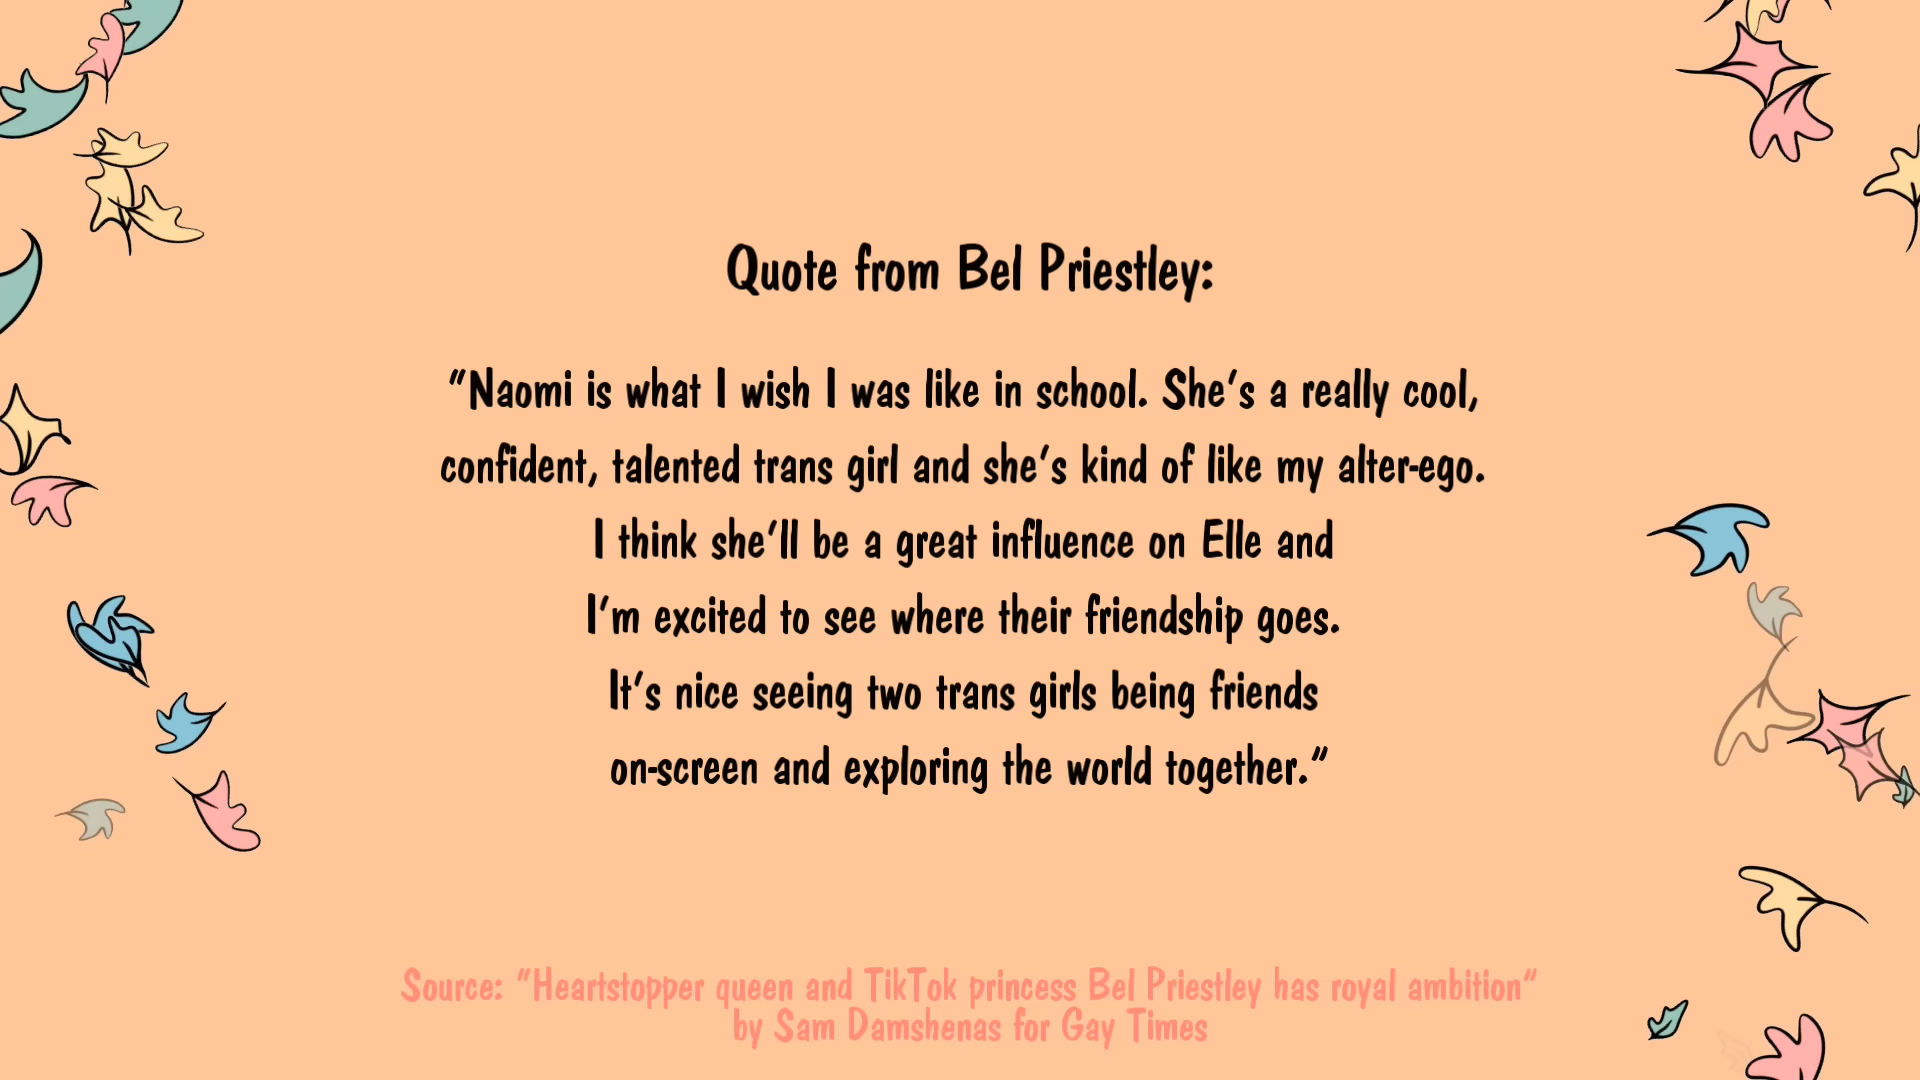 Quote from Bel Priestley:
"Naomi is what I wish I was like in school. She's a really cool,
confident, talented trans girl and she's kind of like my alter-ego.
I think she'll be a great influence on Elle and
I'm excited to see where their friendship goes.
It's nice seeing two trans girls being friends
on-screen and exploring the world together."
Source: "Heartstopper queen and TikTok princess Bel Priestley has royal ambition"
by Sam Damshenas for Gay Times